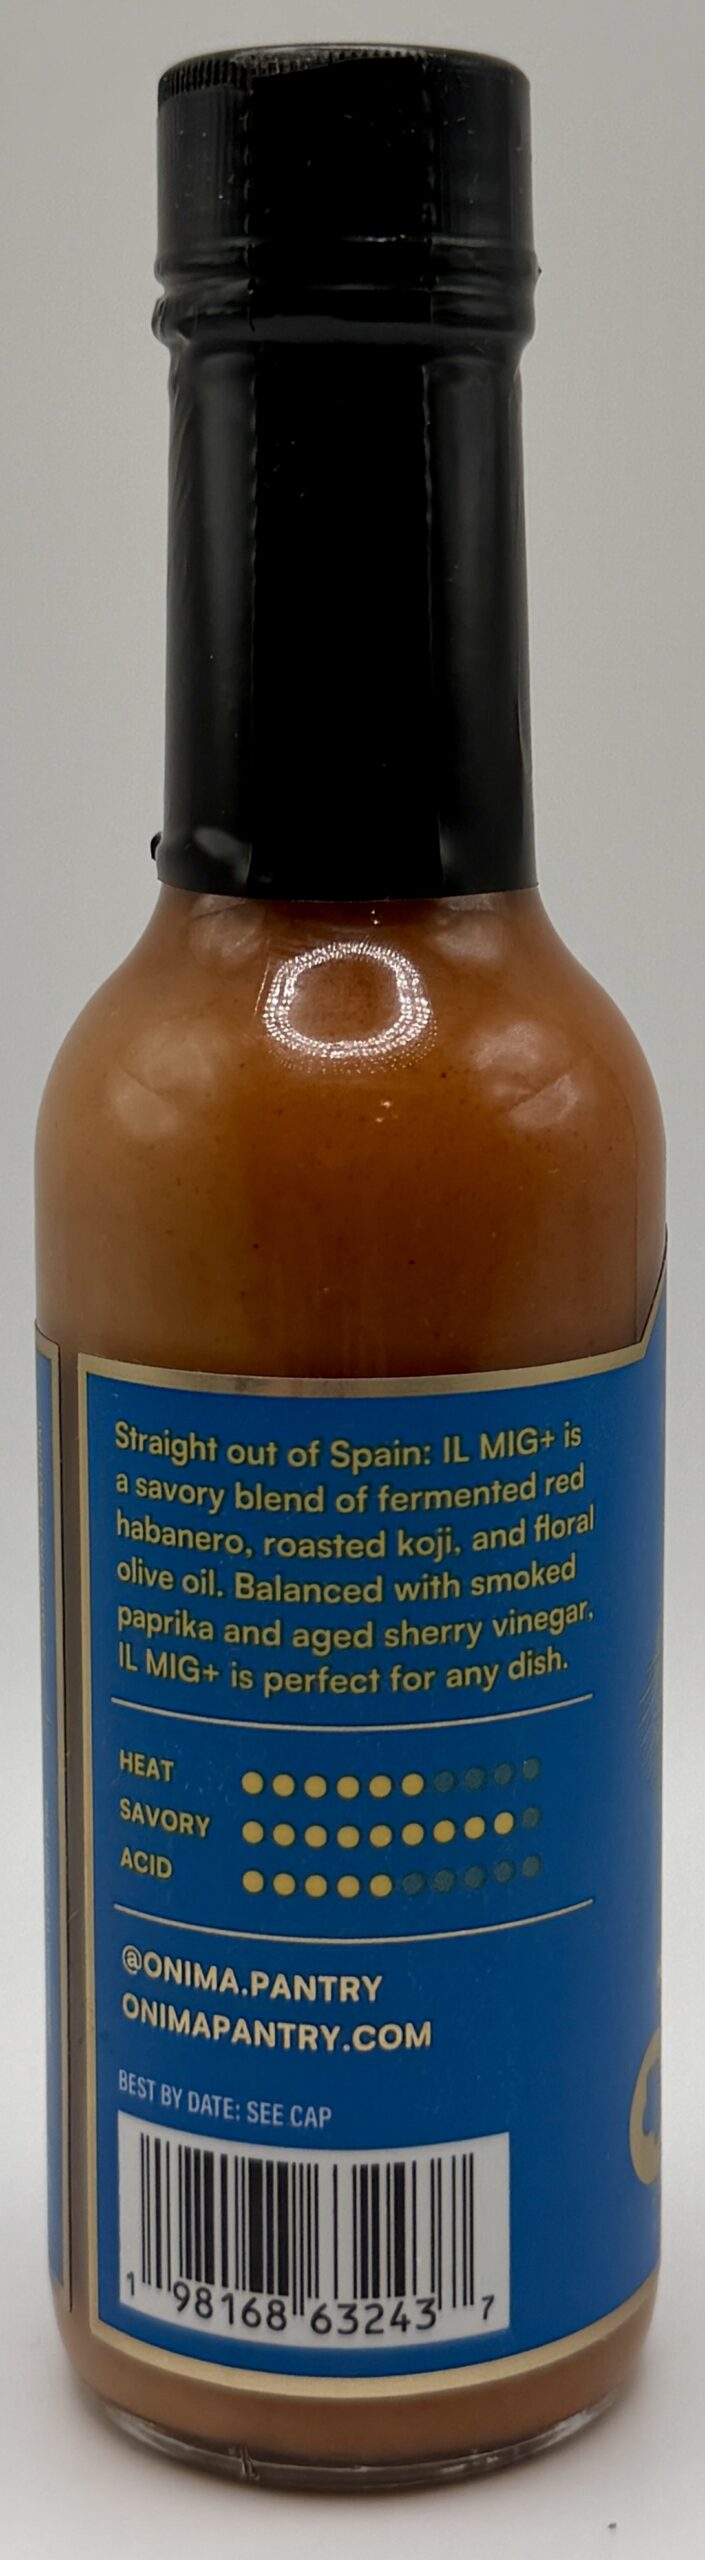 Straight out of Spain: IL MIG+ is
a savory blend of fermented red
habanero, roasted koji, and floral
olive oil. Balanced with smoked
paprika and aged sherry vinegar,
IL MIG+ is perfect for any dish.
HEAT
SAVORY
ACID
@ONIMA.PANTRY
ONIMAPANTRY.COM
BEST BY DATE: SEE CAP
1 98168 63243 7